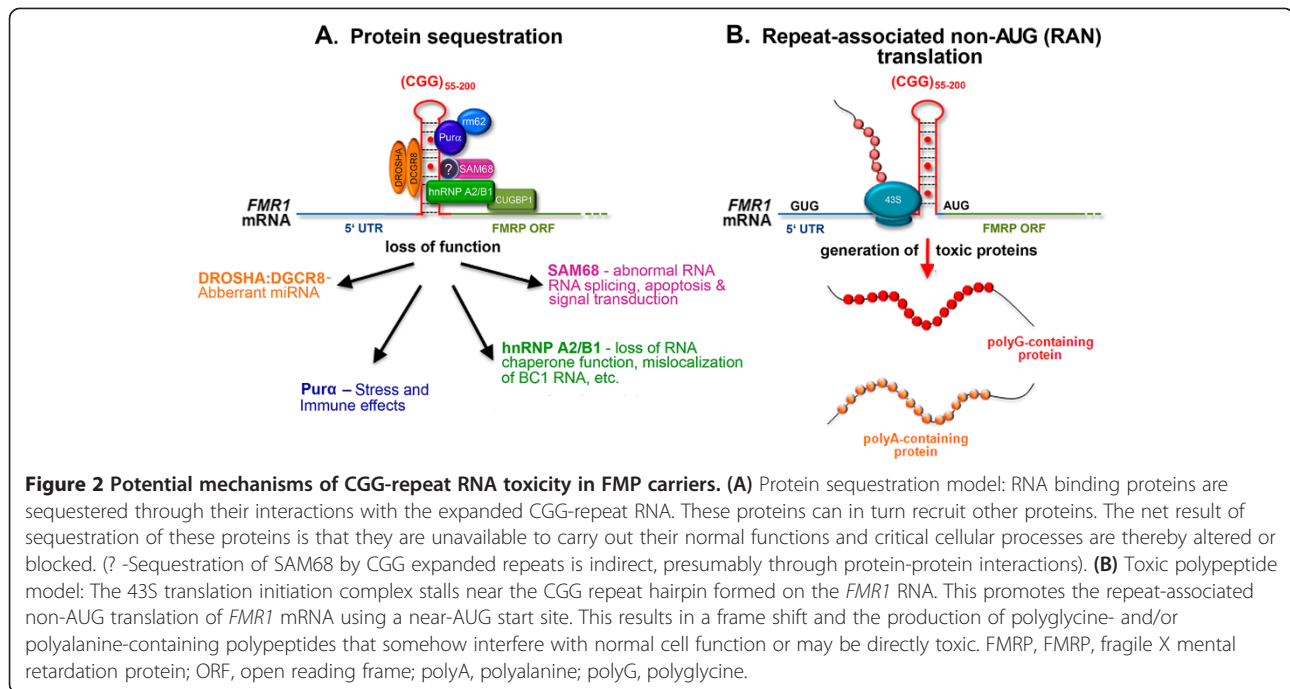 A. Protein sequestration
(CGG)55-200
rm62
Purα
DROSHA
DCGR8
?
SAM68
hnRNP A2/B1
CUGBP1
FMR1
mRNA
5' UTR
FMRP ORF
loss of function
DROSHA:DGCR8-
Abberrant miRNA
SAM68 - abnormal RNA
RNA splicing, apoptosis &
signal transduction
hnRNP A2/B1 - loss of RNA
chaperone function, mislocalization
of BC1 RNA, etc.
Purα – Stress and
Immune effects
B. Repeat-associated non-AUG (RAN)
translation
(CGG)55-200
43S
FMR1
mRNA
GUG
AUG
5' UTR
FMRP ORF
generation of toxic proteins
polyG-containing
protein
polyA-containing
protein
Figure 2 Potential mechanisms of CGG-repeat RNA toxicity in FMP carriers. (A) Protein sequestration model: RNA binding proteins are
sequestered through their interactions with the expanded CGG-repeat RNA. These proteins can in turn recruit other proteins. The net result of
sequestration of these proteins is that they are unavailable to carry out their normal functions and critical cellular processes are thereby altered or
blocked. (? -Sequestration of SAM68 by CGG expanded repeats is indirect, presumably through protein-protein interactions). (B) Toxic polypeptide
model: The 43S translation initiation complex stalls near the CGG repeat hairpin formed on the FMR1 RNA. This promotes the repeat-associated
non-AUG translation of FMR1 mRNA using a near-AUG start site. This results in a frame shift and the production of polyglycine- and/or
polyalanine-containing polypeptides that somehow interfere with normal cell function or may be directly toxic. FMRP, FMRP, fragile X mental
retardation protein; ORF, open reading frame; polyA, polyalanine; polyG, polyglycine.